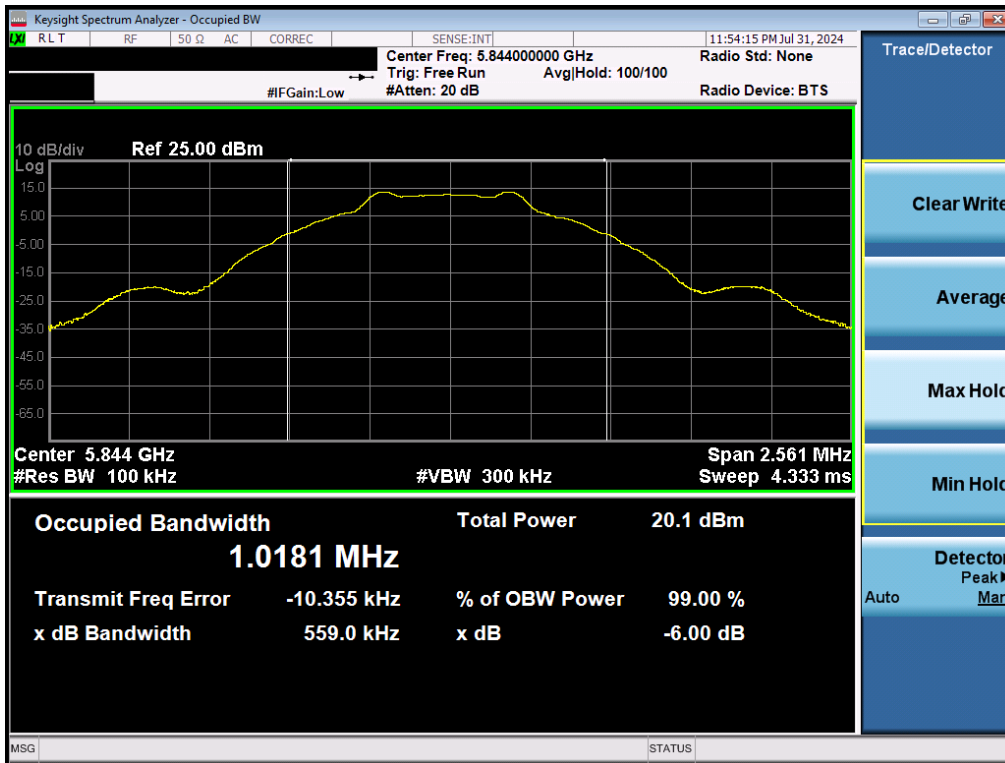 Keysight Spectrum Analyzer - Occupied BW
LXI RLT RF 50 Ω AC CORREC SENSE:INT 11:54:15 PM Jul 31, 2024
Center Freq: 5.844000000 GHz Radio Std: None
Trig: Free Run Avg|Hold: 100/100
#IFGain:Low #Atten: 20 dB Radio Device: BTS
10 dB/div Ref 25.00 dBm
Log
15.0
5.00
-5.00
-15.0
-25.0
-35.0
-45.0
-55.0
-65.0
Center 5.844 GHz Span 2.561 MHz
#Res BW 100 kHz #VBW 300 kHz Sweep 4.333 ms
Occupied Bandwidth Total Power 20.1 dBm
1.0181 MHz
Transmit Freq Error -10.355 kHz % of OBW Power 99.00 %
x dB Bandwidth 559.0 kHz x dB -6.00 dB
MSG STATUS
Trace/Detector
Clear Write
Average
Max Hold
Min Hold
Detector
Peak
Auto Man